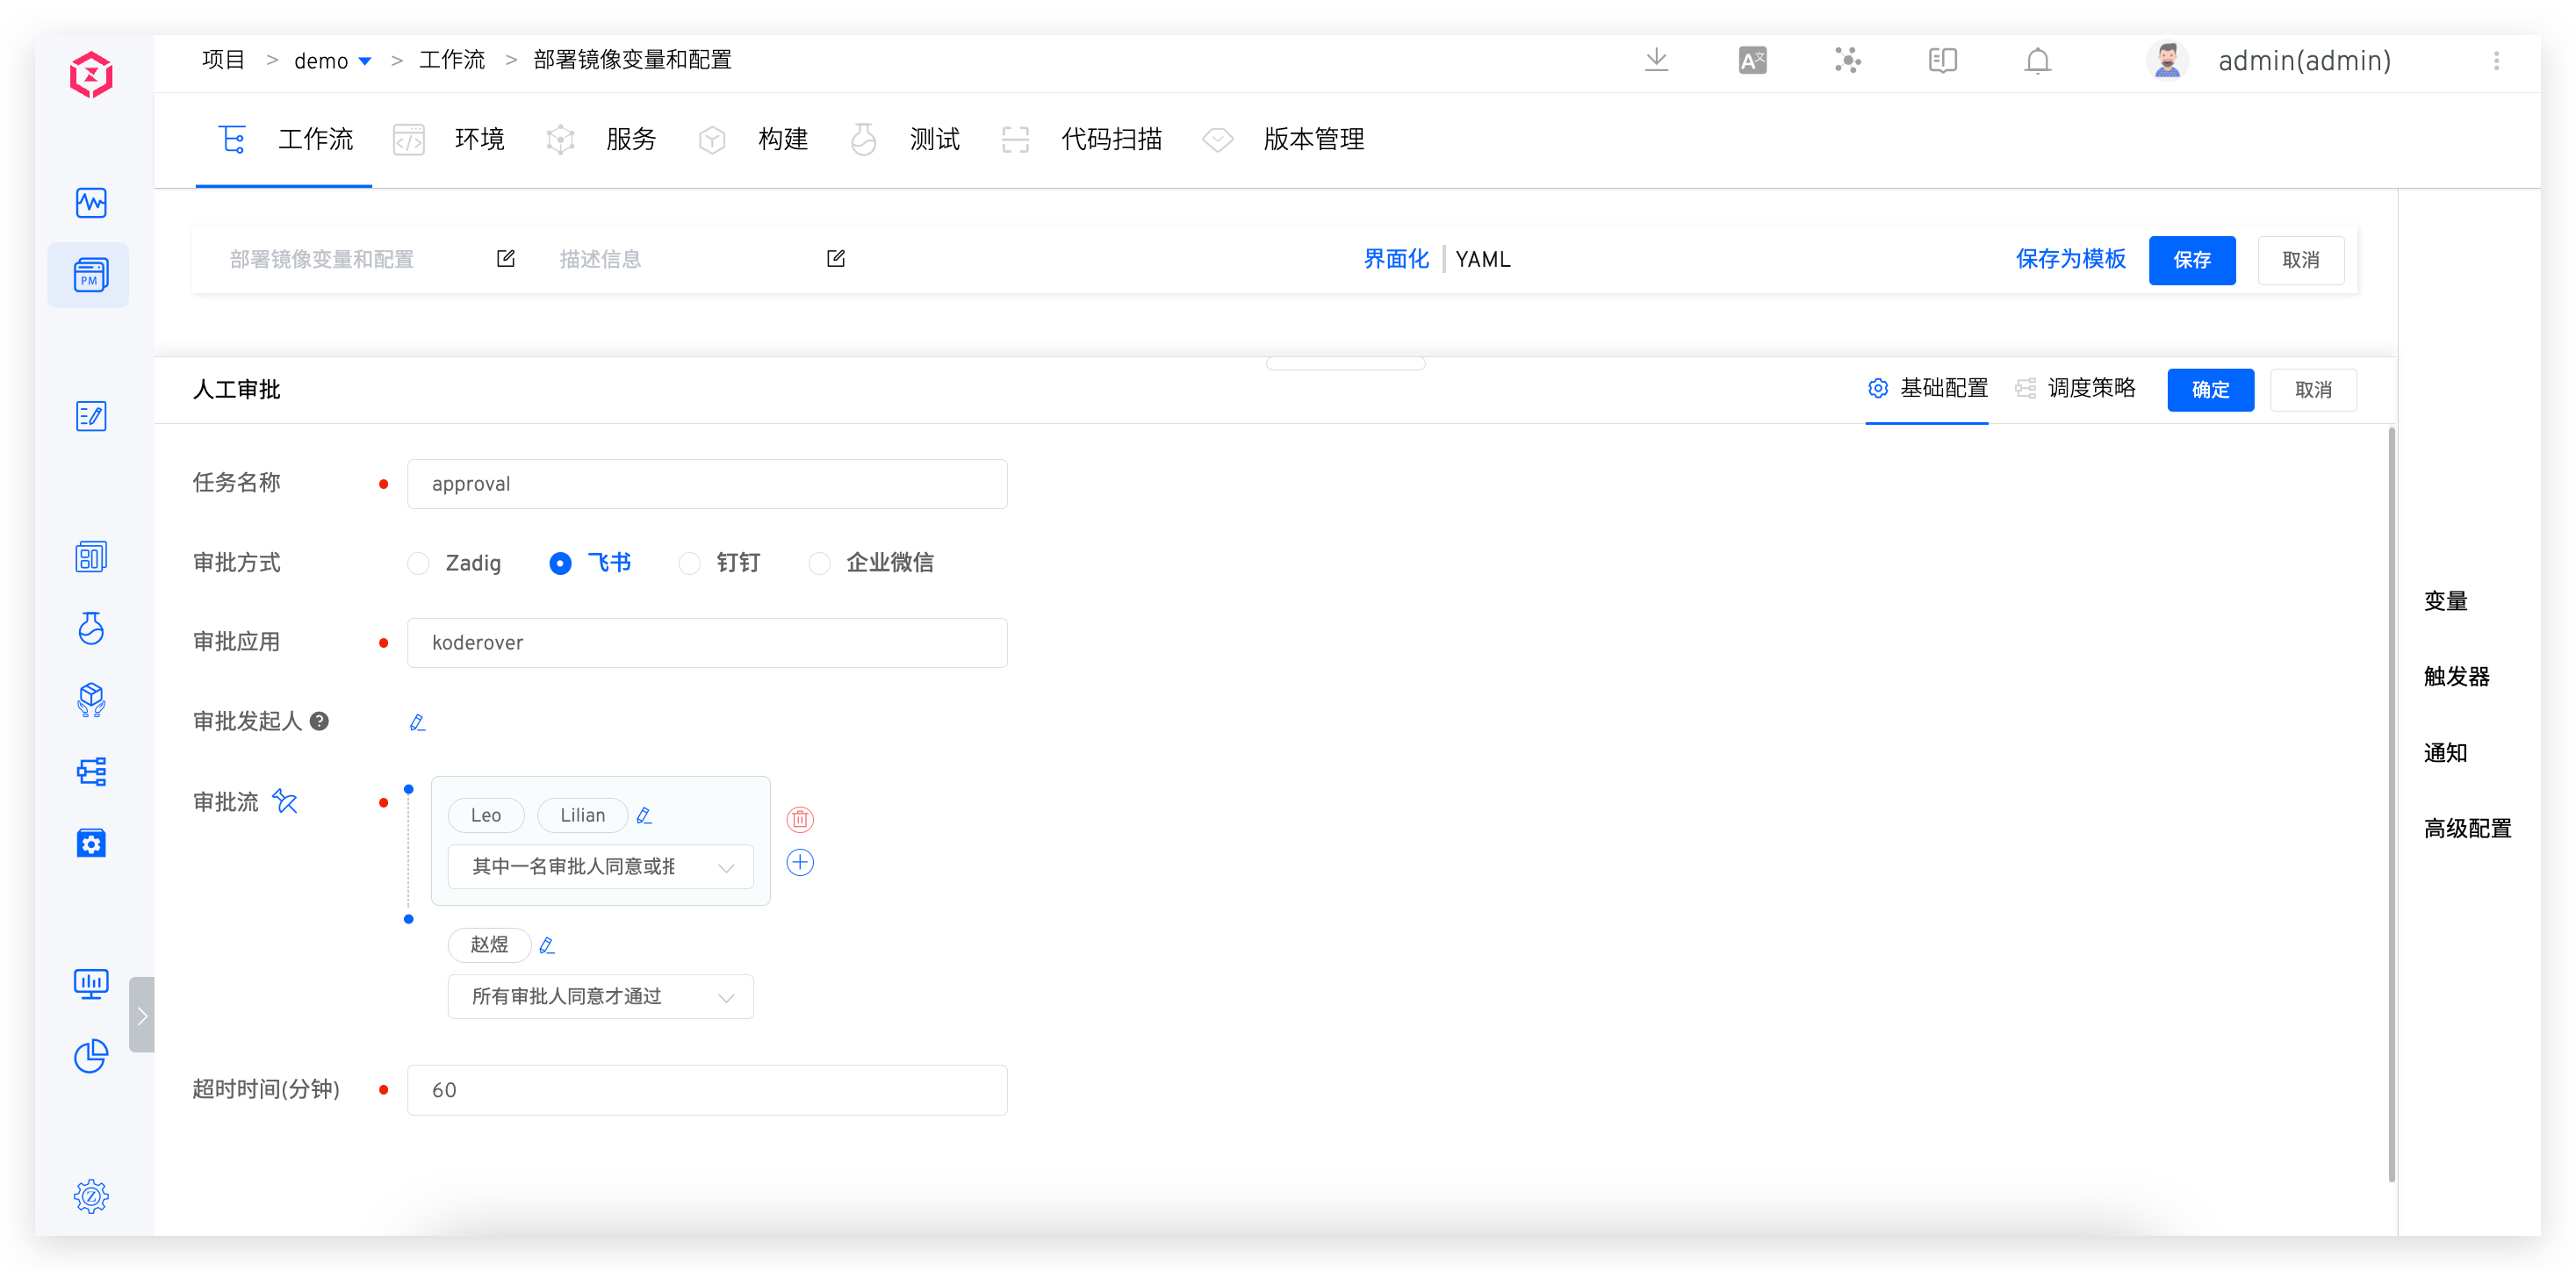 项目 > demo > 工作流 > 部署镜像变量和配置
admin(admin)
工作流 环境 服务 构建 测试 代码扫描 版本管理
部署镜像变量和配置 描述信息 界面化 YAML 保存为模板 保存 取消
人工审批 基础配置 调度策略 确定 取消
任务名称 approval
审批方式 Zadig 飞书 钉钉 企业微信
审批应用 koderover
审批发起人
审批流 Leo Lilian
其中一名审批人同意或
赵煜
所有审批人同意才通过
超时时间(分钟) 60
变量
触发器
通知
高级配置
PM